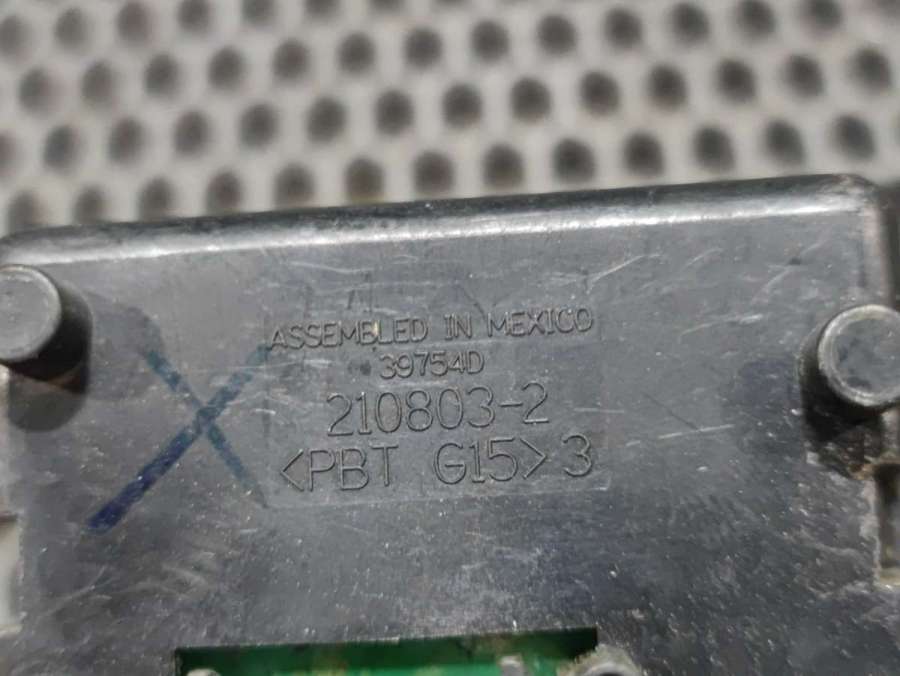 ASSEMBLED IN MEXICO
39754D
210803-2
<PBT G15>3